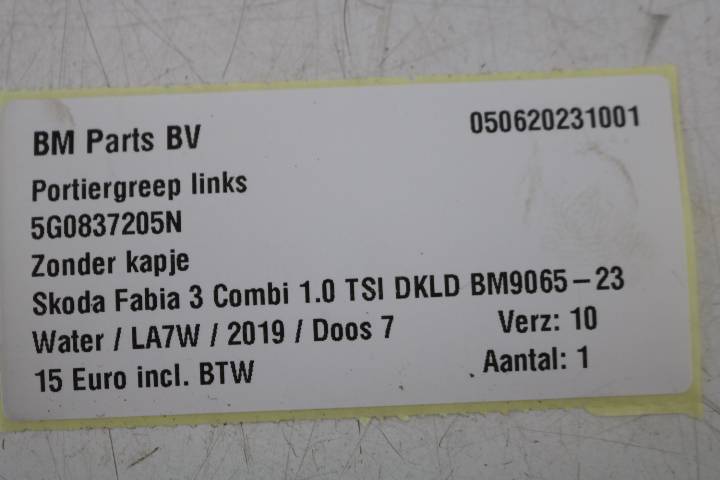 BM Parts BV 050620231001
Portiergreep links
5G0837205N
Zonder kapje
Skoda Fabia 3 Combi 1.0 TSI DKLD BM9065-23
Water / LA7W / 2019 / Doos 7 Verz: 10
15 Euro incl. BTW Aantal: 1